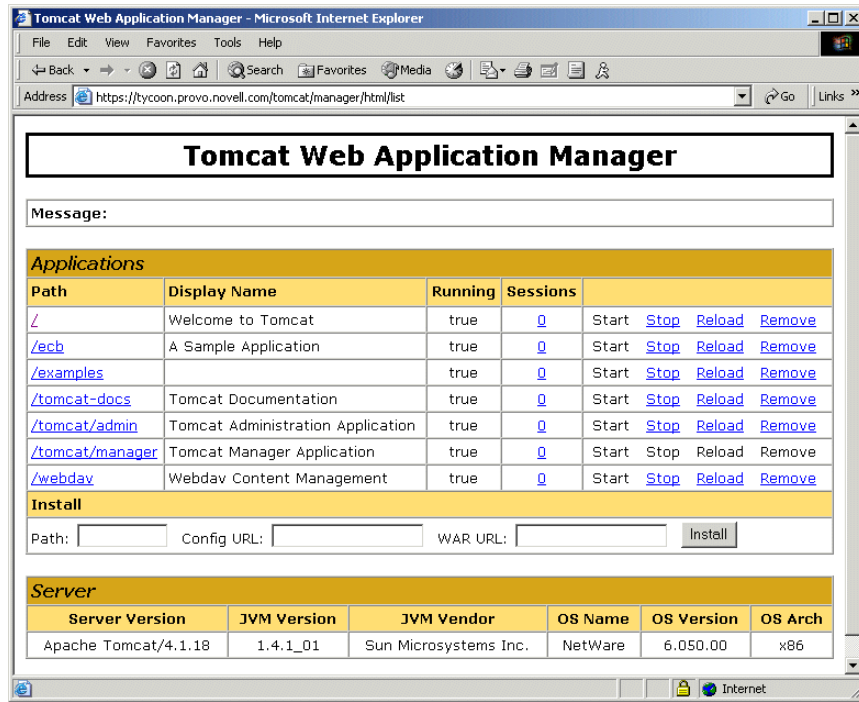 Tomcat Web Application Manager - Microsoft Internet Explorer
File Edit View Favorites Tools Help
Back Search Favorites Media
Address https://tycoon.provo.novell.com/tomcat/manager/html/list Go Links »
Tomcat Web Application Manager
Message:
Applications
Path Display Name Running Sessions
/ Welcome to Tomcat true 0 Start Stop Reload Remove
/ecb A Sample Application true 0 Start Stop Reload Remove
/examples true 0 Start Stop Reload Remove
/tomcat-docs Tomcat Documentation true 0 Start Stop Reload Remove
/tomcat/admin Tomcat Administration Application true 0 Start Stop Reload Remove
/tomcat/manager Tomcat Manager Application true 0 Start Stop Reload Remove
/webdav Webdav Content Management true 0 Start Stop Reload Remove
Install
Path: Config URL: WAR URL: Install
Server
Server Version JVM Version JVM Vendor OS Name OS Version OS Arch
Apache Tomcat/4.1.18 1.4.1_01 Sun Microsystems Inc. NetWare 6.050.00 x86
Internet